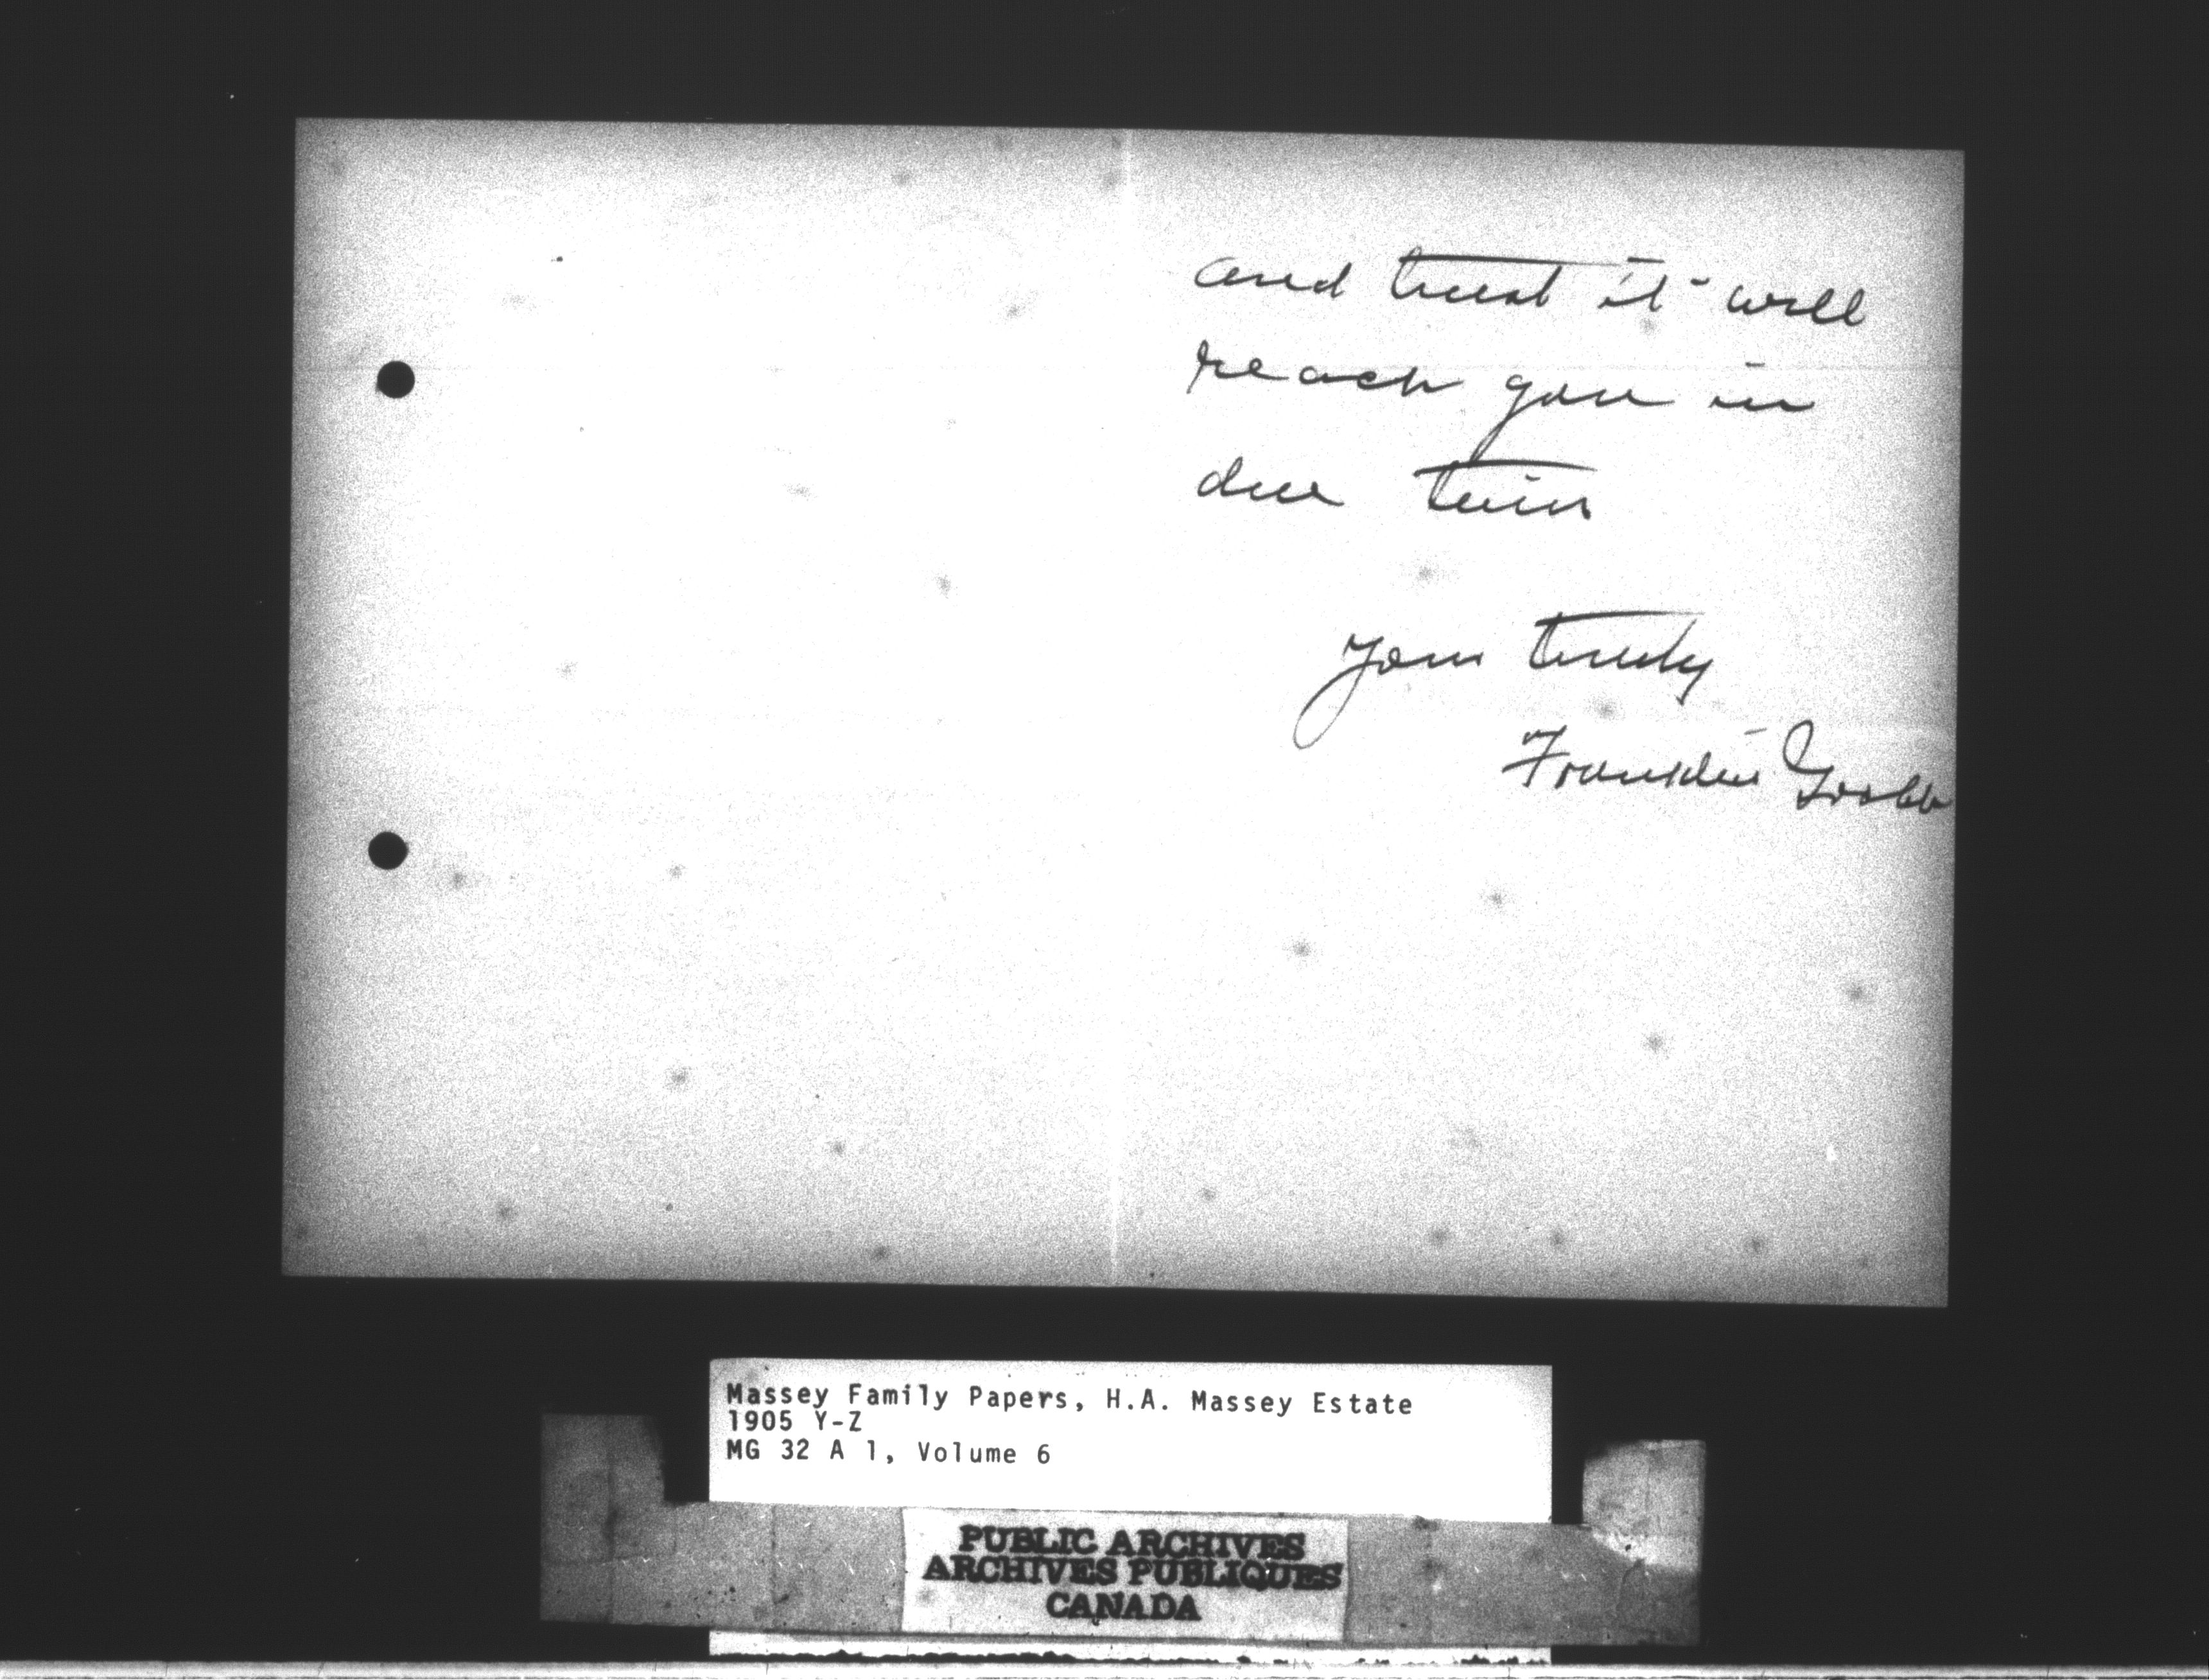 and trust it will
reach you in
due time
Yours truly
Franklin
Massey Family Papers, H.A. Massey Estate
1905 Y-Z
MG 32 A 1, Volume 6
PUBLIC ARCHIVES
ARCHIVES PUBLIQUES
CANADA